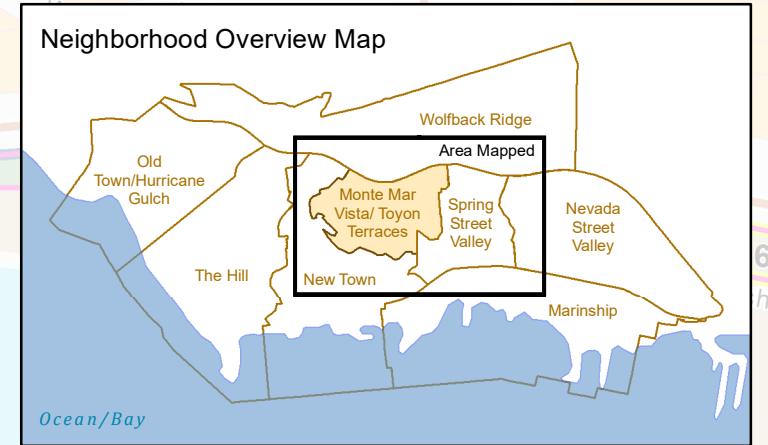 Neighborhood Overview Map
Wolfback Ridge
Area Mapped
Old
Town/Hurricane
Gulch
Monte Mar
Vista/ Toyon
Terraces
Spring
Street
Valley
Nevada
Street
Valley
The Hill
New Town
Marinship
Ocean/Bay
6
h